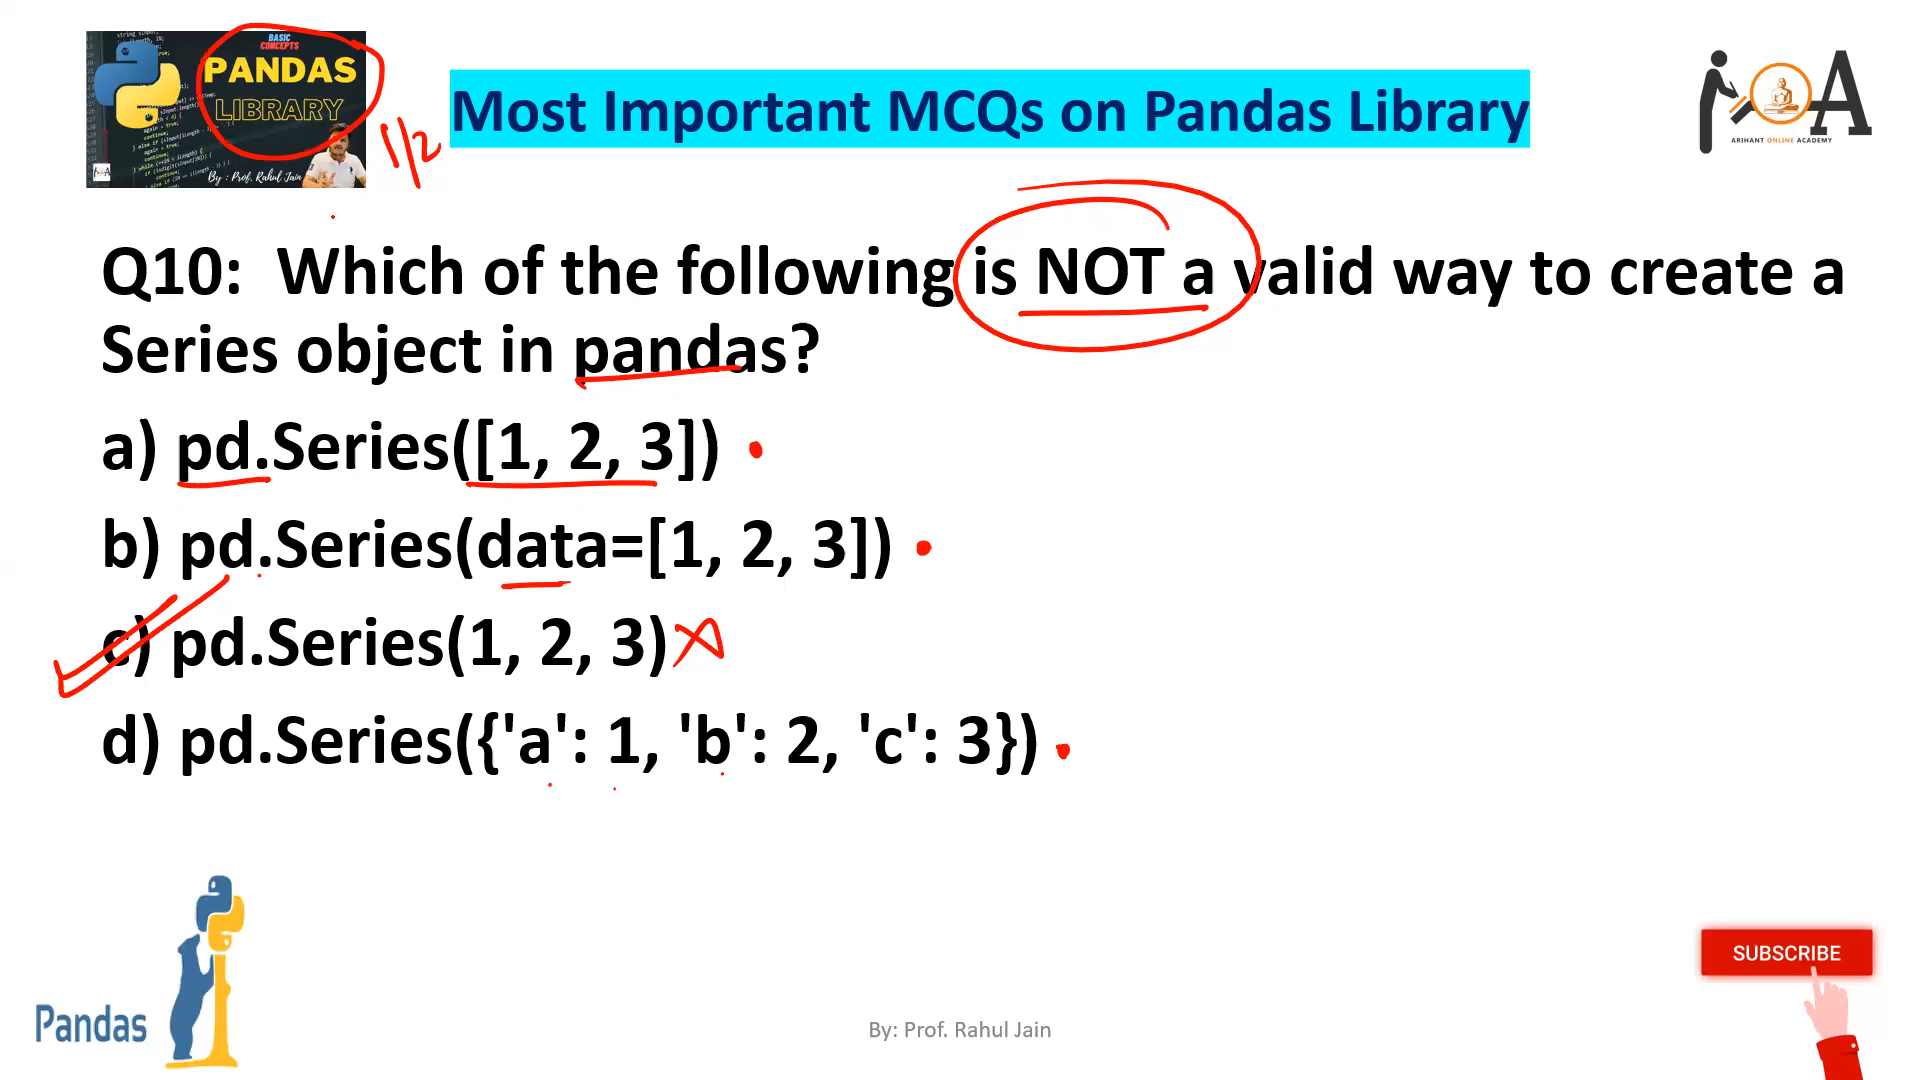 BASIC
CONCEPTS
PANDAS
LIBRARY
By : Prof. Rahul Jain
1/2
Most Important MCQs on Pandas Library
A
ARIHANT ONLINE ACADEMY
Q10: Which of the following is NOT a valid way to create a
Series object in pandas?
a) pd.Series([1, 2, 3])
b) pd.Series(data=[1, 2, 3])
c) pd.Series(1, 2, 3)
d) pd.Series({'a': 1, 'b': 2, 'c': 3})
Pandas
By: Prof. Rahul Jain
SUBSCRIBE